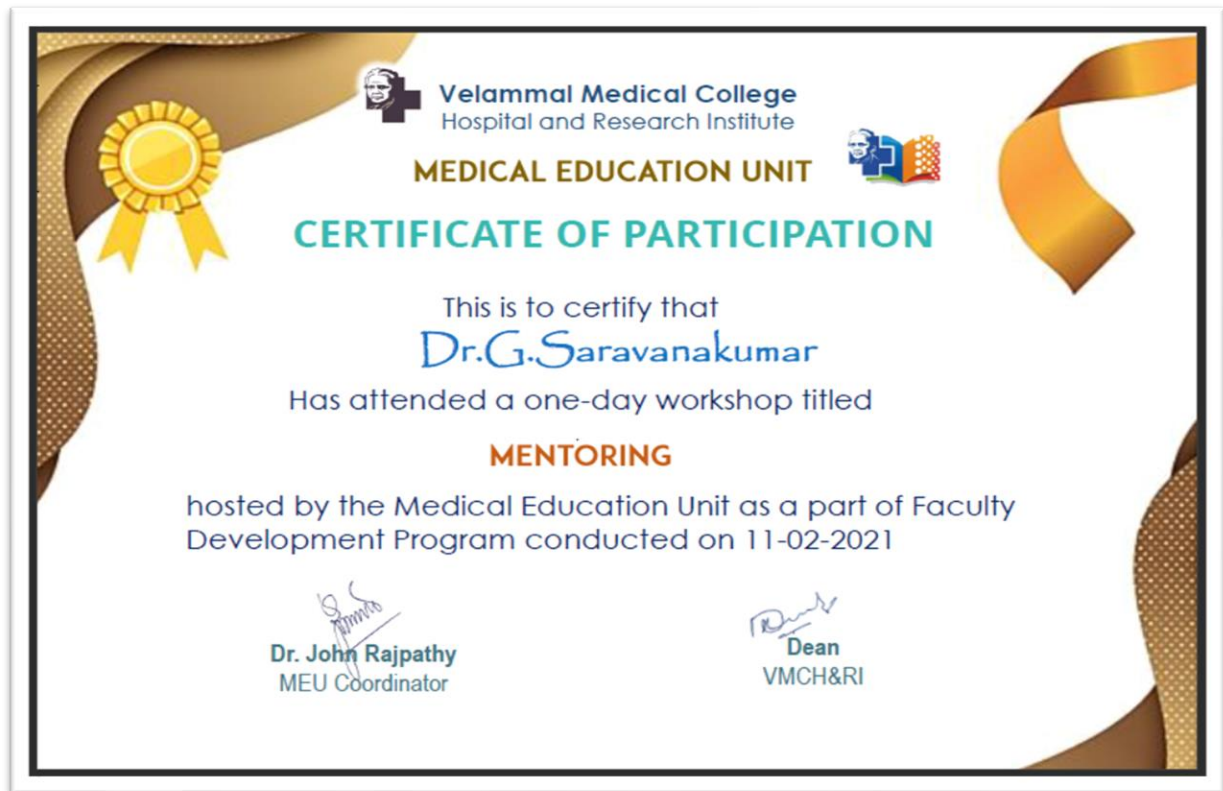 Velammal Medical College
Hospital and Research Institute
MEDICAL EDUCATION UNIT
CERTIFICATE OF PARTICIPATION
This is to certify that
Dr.G.Saravanakumar
Has attended a one-day workshop titled
MENTORING
hosted by the Medical Education Unit as a part of Faculty
Development Program conducted on 11-02-2021
Dr. John Rajpathy
MEU Coordinator
Dean
VMCH&RI